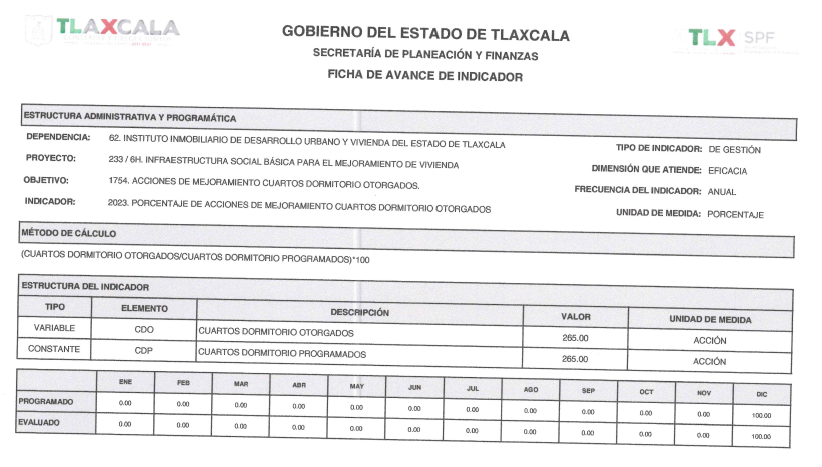 TLAXCALA
GOBIERNO DEL ESTADO DE TLAXCALA
TLX SPF
SECRETARÍA DE PLANEACIÓN Y FINANZAS
FICHA DE AVANCE DE INDICADOR
ESTRUCTURA ADMINISTRATIVA Y PROGRAMÁTICA
DEPENDENCIA: 62. INSTITUTO INMOBILIARIO DE DESARROLLO URBANO Y VIVIENDA DEL ESTADO DE TLAXCALA TIPO DE INDICADOR: DE GESTIÓN
PROYECTO: 233 / 6H. INFRAESTRUCTURA SOCIAL BÁSICA PARA EL MEJORAMIENTO DE VIVIENDA DIMENSIÓN QUE ATIENDE: EFICACIA
OBJETIVO: 1754. ACCIONES DE MEJORAMIENTO CUARTOS DORMITORIO OTORGADOS. FRECUENCIA DEL INDICADOR: ANUAL
INDICADOR: 2023. PORCENTAJE DE ACCIONES DE MEJORAMIENTO CUARTOS DORMITORIO OTORGADOS UNIDAD DE MEDIDA: PORCENTAJE
MÉTODO DE CÁLCULO
(CUARTOS DORMITORIO OTORGADOS/CUARTOS DORMITORIO PROGRAMADOS)*100
ESTRUCTURA DEL INDICADOR
TIPO ELEMENTO DESCRIPCIÓN VALOR UNIDAD DE MEDIDA
VARIABLE CDO CUARTOS DORMITORIO OTORGADOS 265.00 ACCIÓN
CONSTANTE CDP CUARTOS DORMITORIO PROGRAMADOS 265.00 ACCIÓN
ENE FEB MAR ABR MAY JUN JUL AGO SEP OCT NOV DIC
PROGRAMADO 0.00 0.00 0.00 0.00 0.00 0.00 0.00 0.00 0.00 0.00 0.00 100.00
EVALUADO 0.00 0.00 0.00 0.00 0.00 0.00 0.00 0.00 0.00 0.00 0.00 100.00